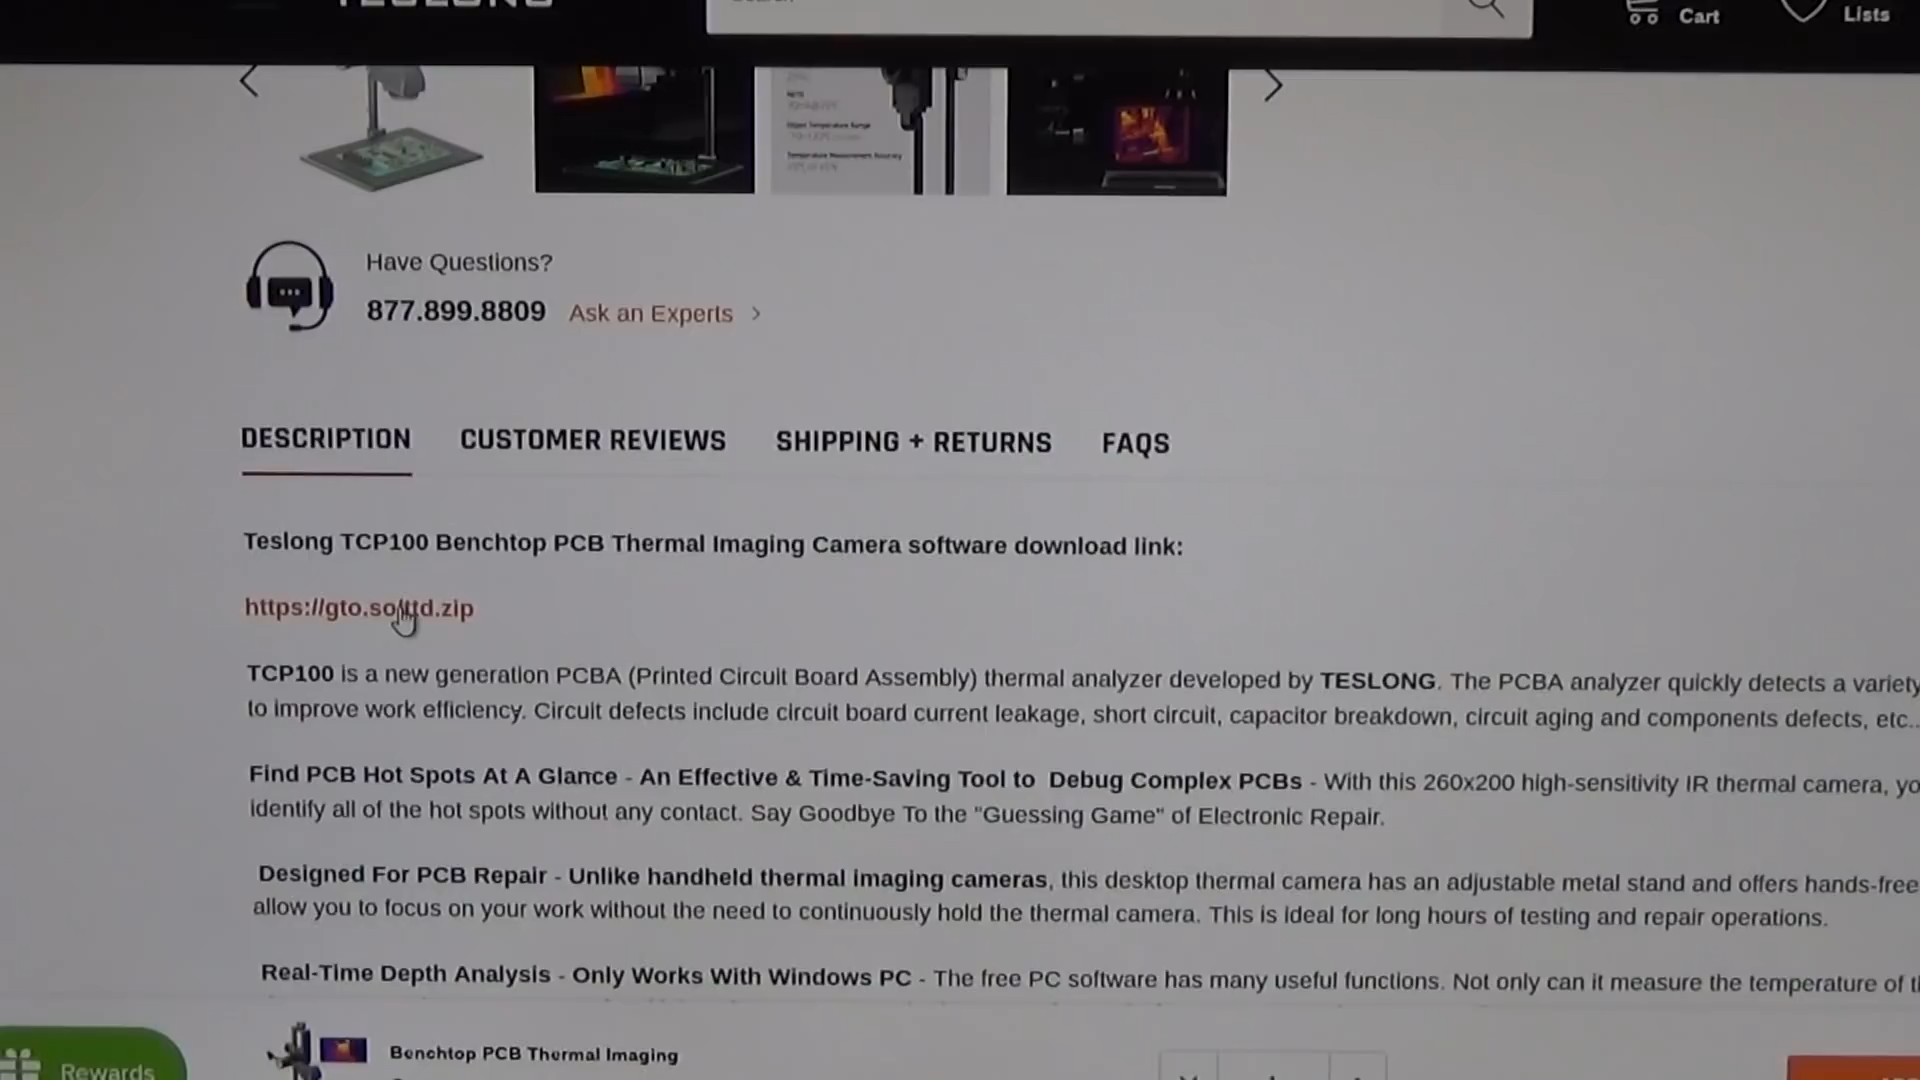 TESLONG
Cart
Lists
Have Questions?
877.899.8809 Ask an Experts >
DESCRIPTION CUSTOMER REVIEWS SHIPPING + RETURNS FAQS
Teslong TCP100 Benchtop PCB Thermal Imaging Camera software download link:
TCP100 is a new generation PCBA (Printed Circuit Board Assembly) thermal analyzer developed by TESLONG. The PCBA analyzer quickly detects a variety
to improve work efficiency. Circuit defects include circuit board current leakage, short circuit, capacitor breakdown, circuit aging and components defects, etc..
Find PCB Hot Spots At A Glance - An Effective & Time-Saving Tool to Debug Complex PCBs - With this 260x200 high-sensitivity IR thermal camera, yo
identify all of the hot spots without any contact. Say Goodbye To the "Guessing Game" of Electronic Repair.
Designed For PCB Repair - Unlike handheld thermal imaging cameras, this desktop thermal camera has an adjustable metal stand and offers hands-free
allow you to focus on your work without the need to continuously hold the thermal camera. This is ideal for long hours of testing and repair operations.
Real-Time Depth Analysis - Only Works With Windows PC - The free PC software has many useful functions. Not only can it measure the temperature of t
Benchtop PCB Thermal Imaging
Rewards